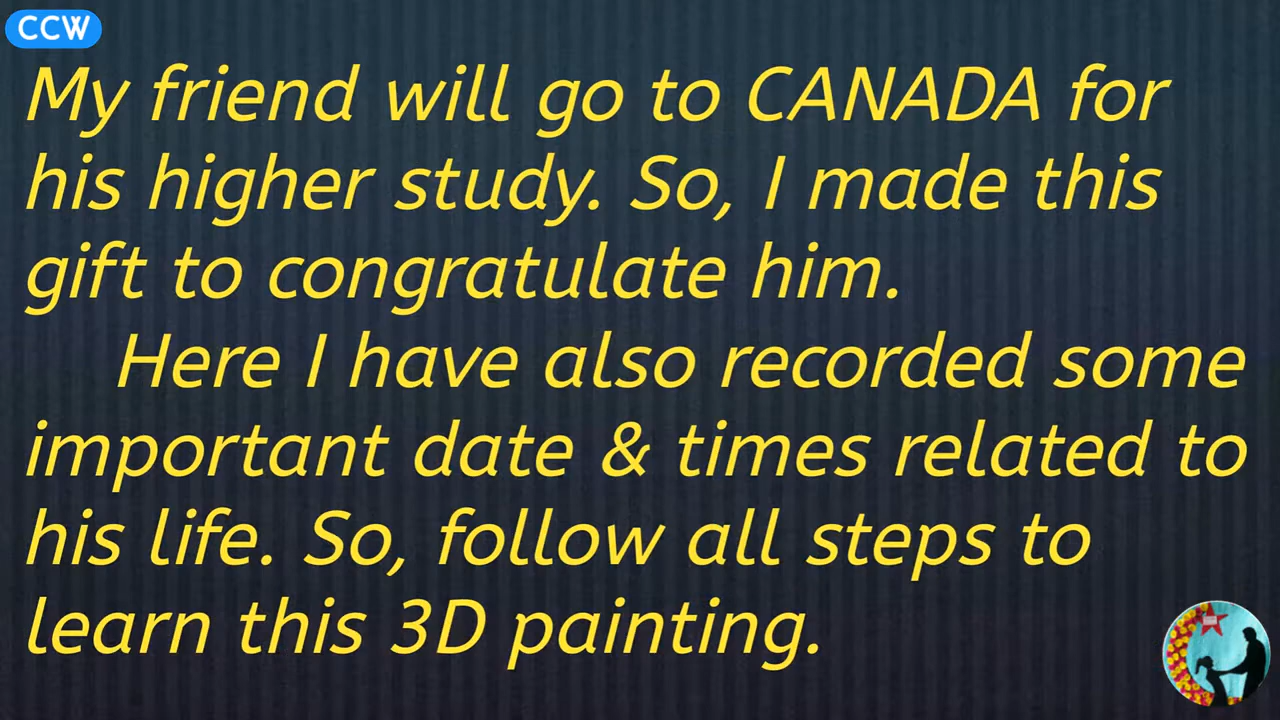 CCW
My friend will go to CANADA for
his higher study. So, I made this
gift to congratulate him.
Here I have also recorded some
important date & times related to
his life. So, follow all steps to
learn this 3D painting.